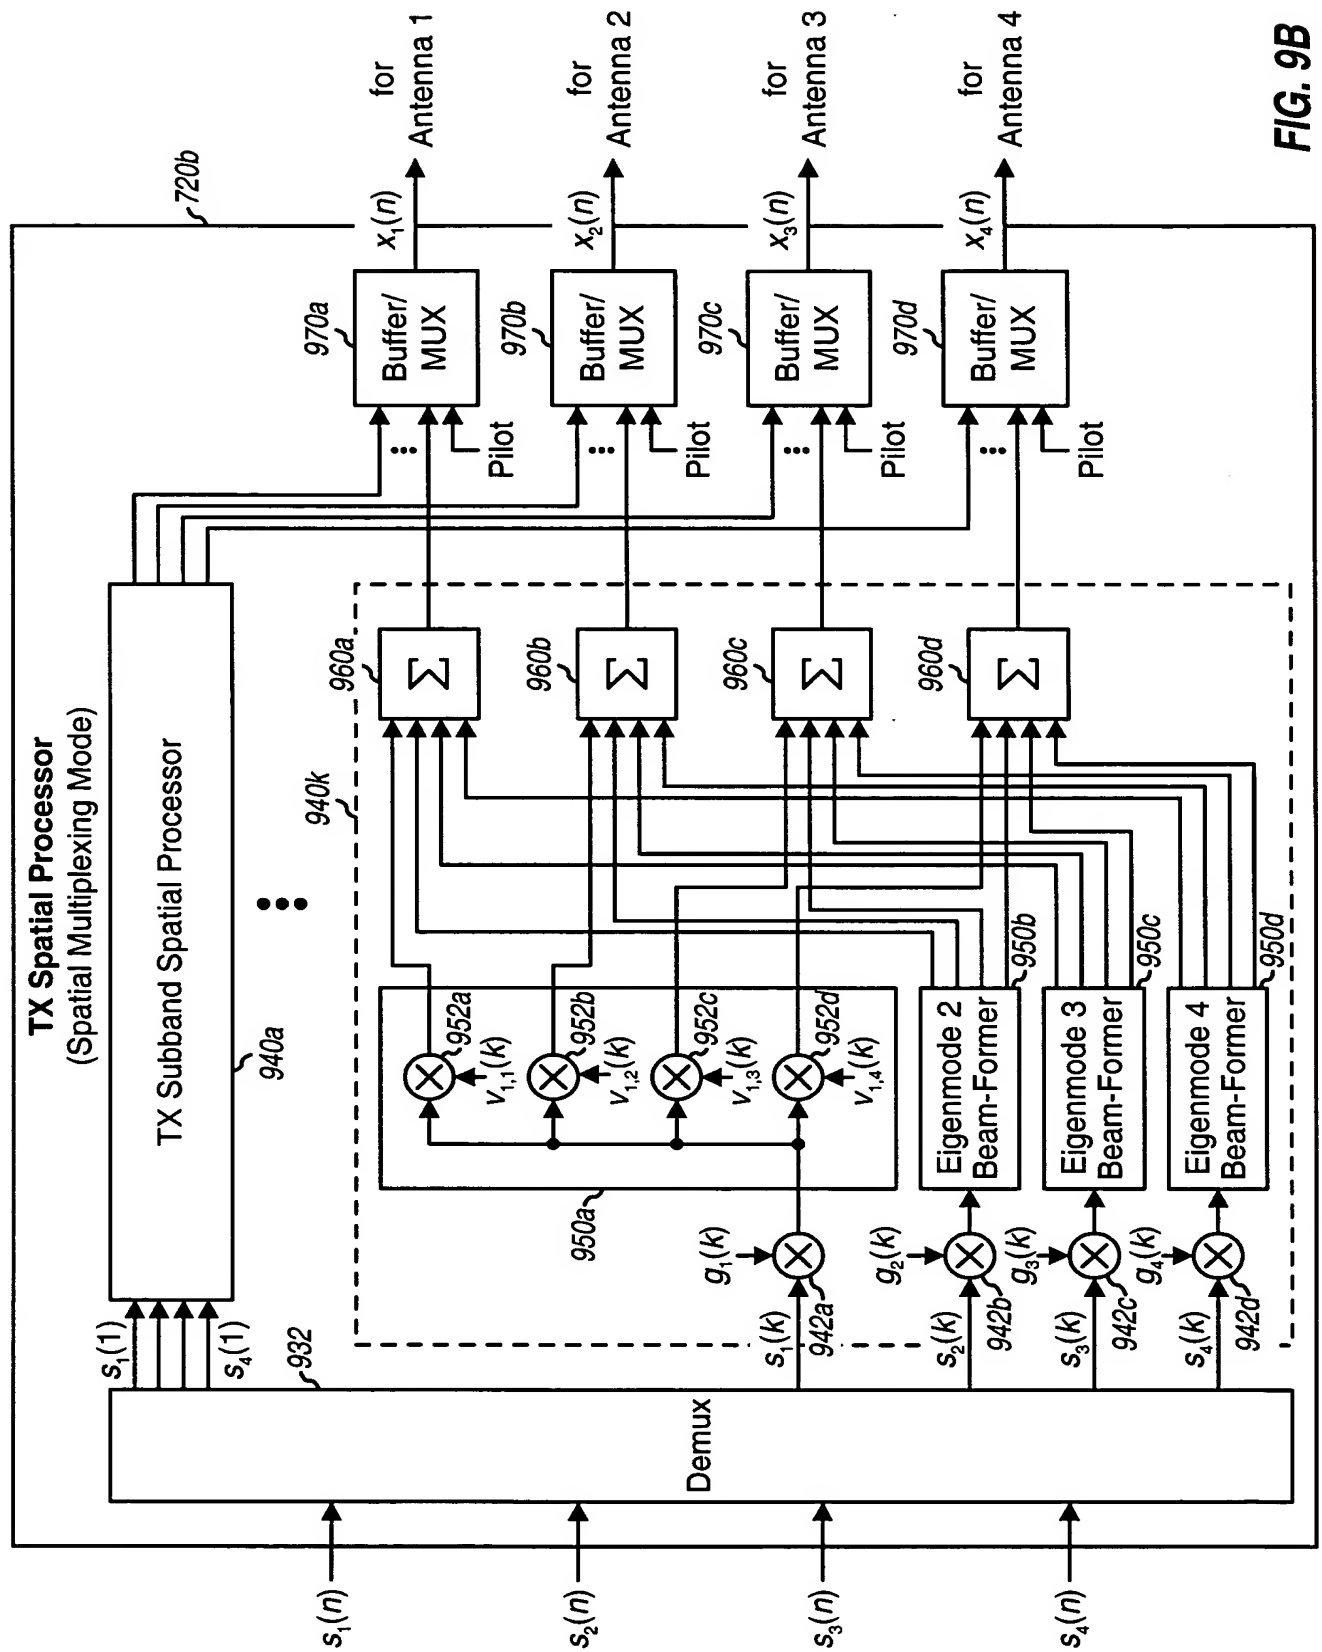 TX Spatial Processor
(Spatial Multiplexing Mode)
720b
s₁(n)
s₂(n)
s₃(n)
s₄(n)
Demux
932
s₁(1)
s₄(1)
TX Subband Spatial Processor
940a
940k
s₁(k)
g₁(k)
942a
s₂(k)
g₂(k)
942b
s₃(k)
g₃(k)
942c
s₄(k)
g₄(k)
942d
950a
952a
v₁,₁(k)
952b
v₁,₂(k)
952c
v₁,₃(k)
952d
v₁,₄(k)
Eigenmode 2
Beam-Former
950b
Eigenmode 3
Beam-Former
950c
Eigenmode 4
Beam-Former
950d
960a
Σ
960b
Σ
960c
Σ
960d
Σ
970a
Buffer/
MUX
Pilot
x₁(n)
for
Antenna 1
970b
Buffer/
MUX
Pilot
x₂(n)
for
Antenna 2
970c
Buffer/
MUX
Pilot
x₃(n)
for
Antenna 3
970d
Buffer/
MUX
Pilot
x₄(n)
for
Antenna 4
FIG. 9B